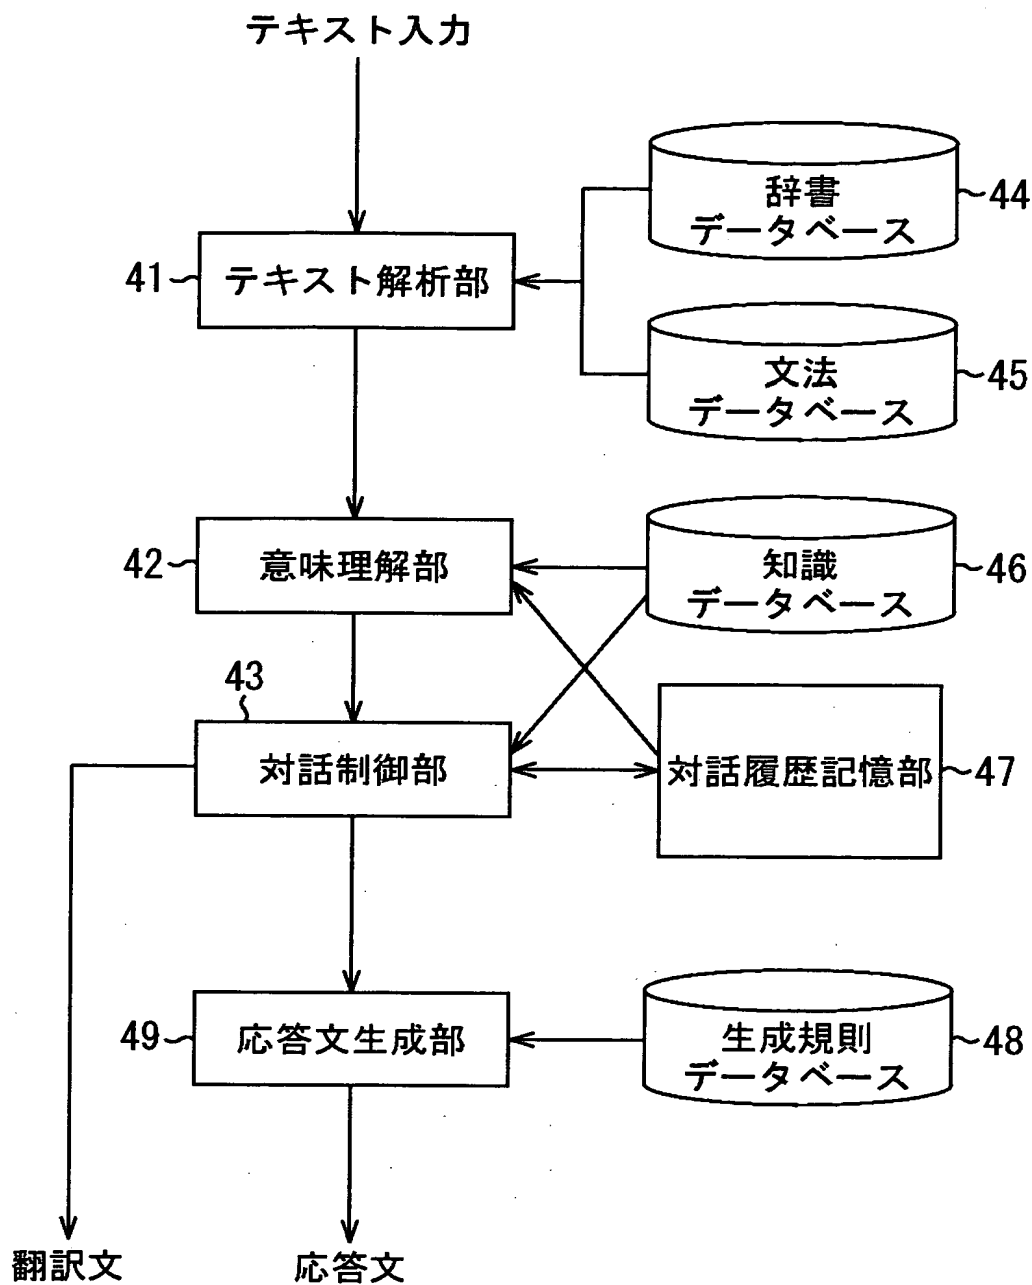 テキスト入力
辞書
データベース
44
41
テキスト解析部
文法
データベース
45
42
意味理解部
知識
データベース
46
43
対話制御部
対話履歴記憶部
47
49
応答文生成部
生成規則
データベース
48
翻訳文
応答文